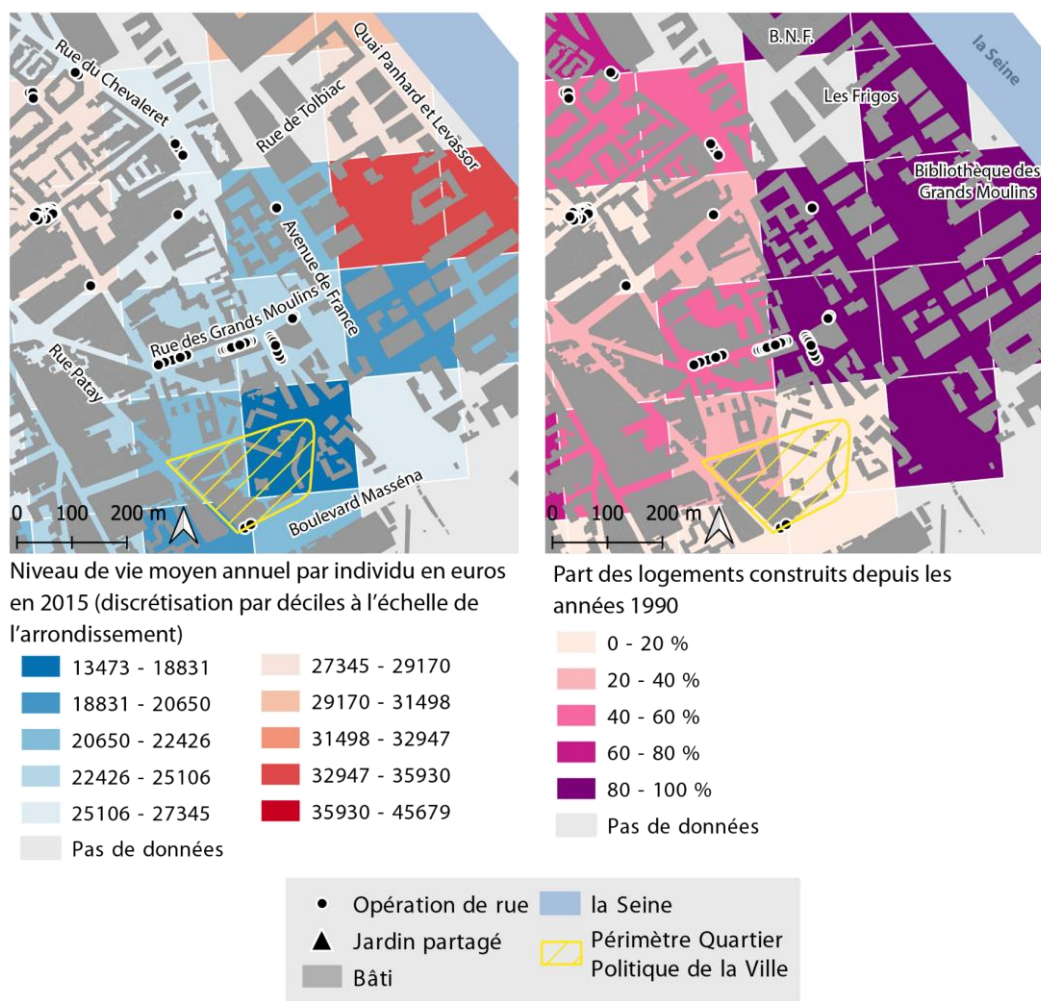 Rue du Chevaleret
Quai Panhard et Levassor
Rue de Tolbiac
Avenue de France
Rue des Grands Moulins
Rue Patay
Boulevard Masséna
0 100 200 m
B.N.F.
la Seine
Les Frigos
Bibliothèque des
Grands Moulins
0 100 200 m
Niveau de vie moyen annuel par individu en euros
en 2015 (discrétisation par déciles à l'échelle de
l'arrondissement)
13473 - 18831
18831 - 20650
20650 - 22426
22426 - 25106
25106 - 27345
Pas de données
27345 - 29170
29170 - 31498
31498 - 32947
32947 - 35930
35930 - 45679
Part des logements construits depuis les
années 1990
0 - 20 %
20 - 40 %
40 - 60 %
60 - 80 %
80 - 100 %
Pas de données
Opération de rue
Jardin partagé
Bâti
la Seine
Périmètre Quartier
Politique de la Ville